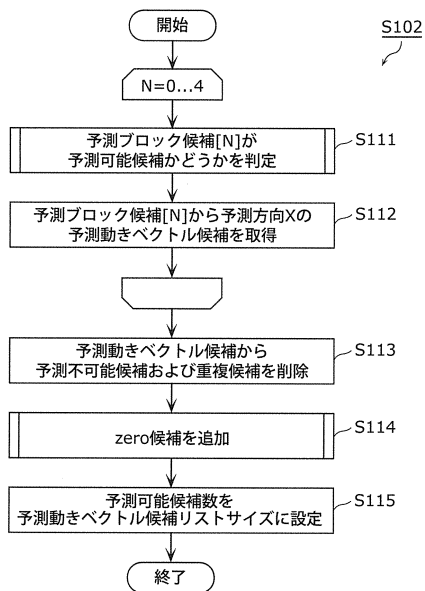 開始
S102
N=0...4
予測ブロック候補[N]が
予測可能候補かどうかを判定
S111
予測ブロック候補[N]から予測方向Xの
予測動きベクトル候補を取得
S112
予測動きベクトル候補から
予測不可能候補および重複候補を削除
S113
zero候補を追加
S114
予測可能候補数を
予測動きベクトル候補リストサイズに設定
S115
終了